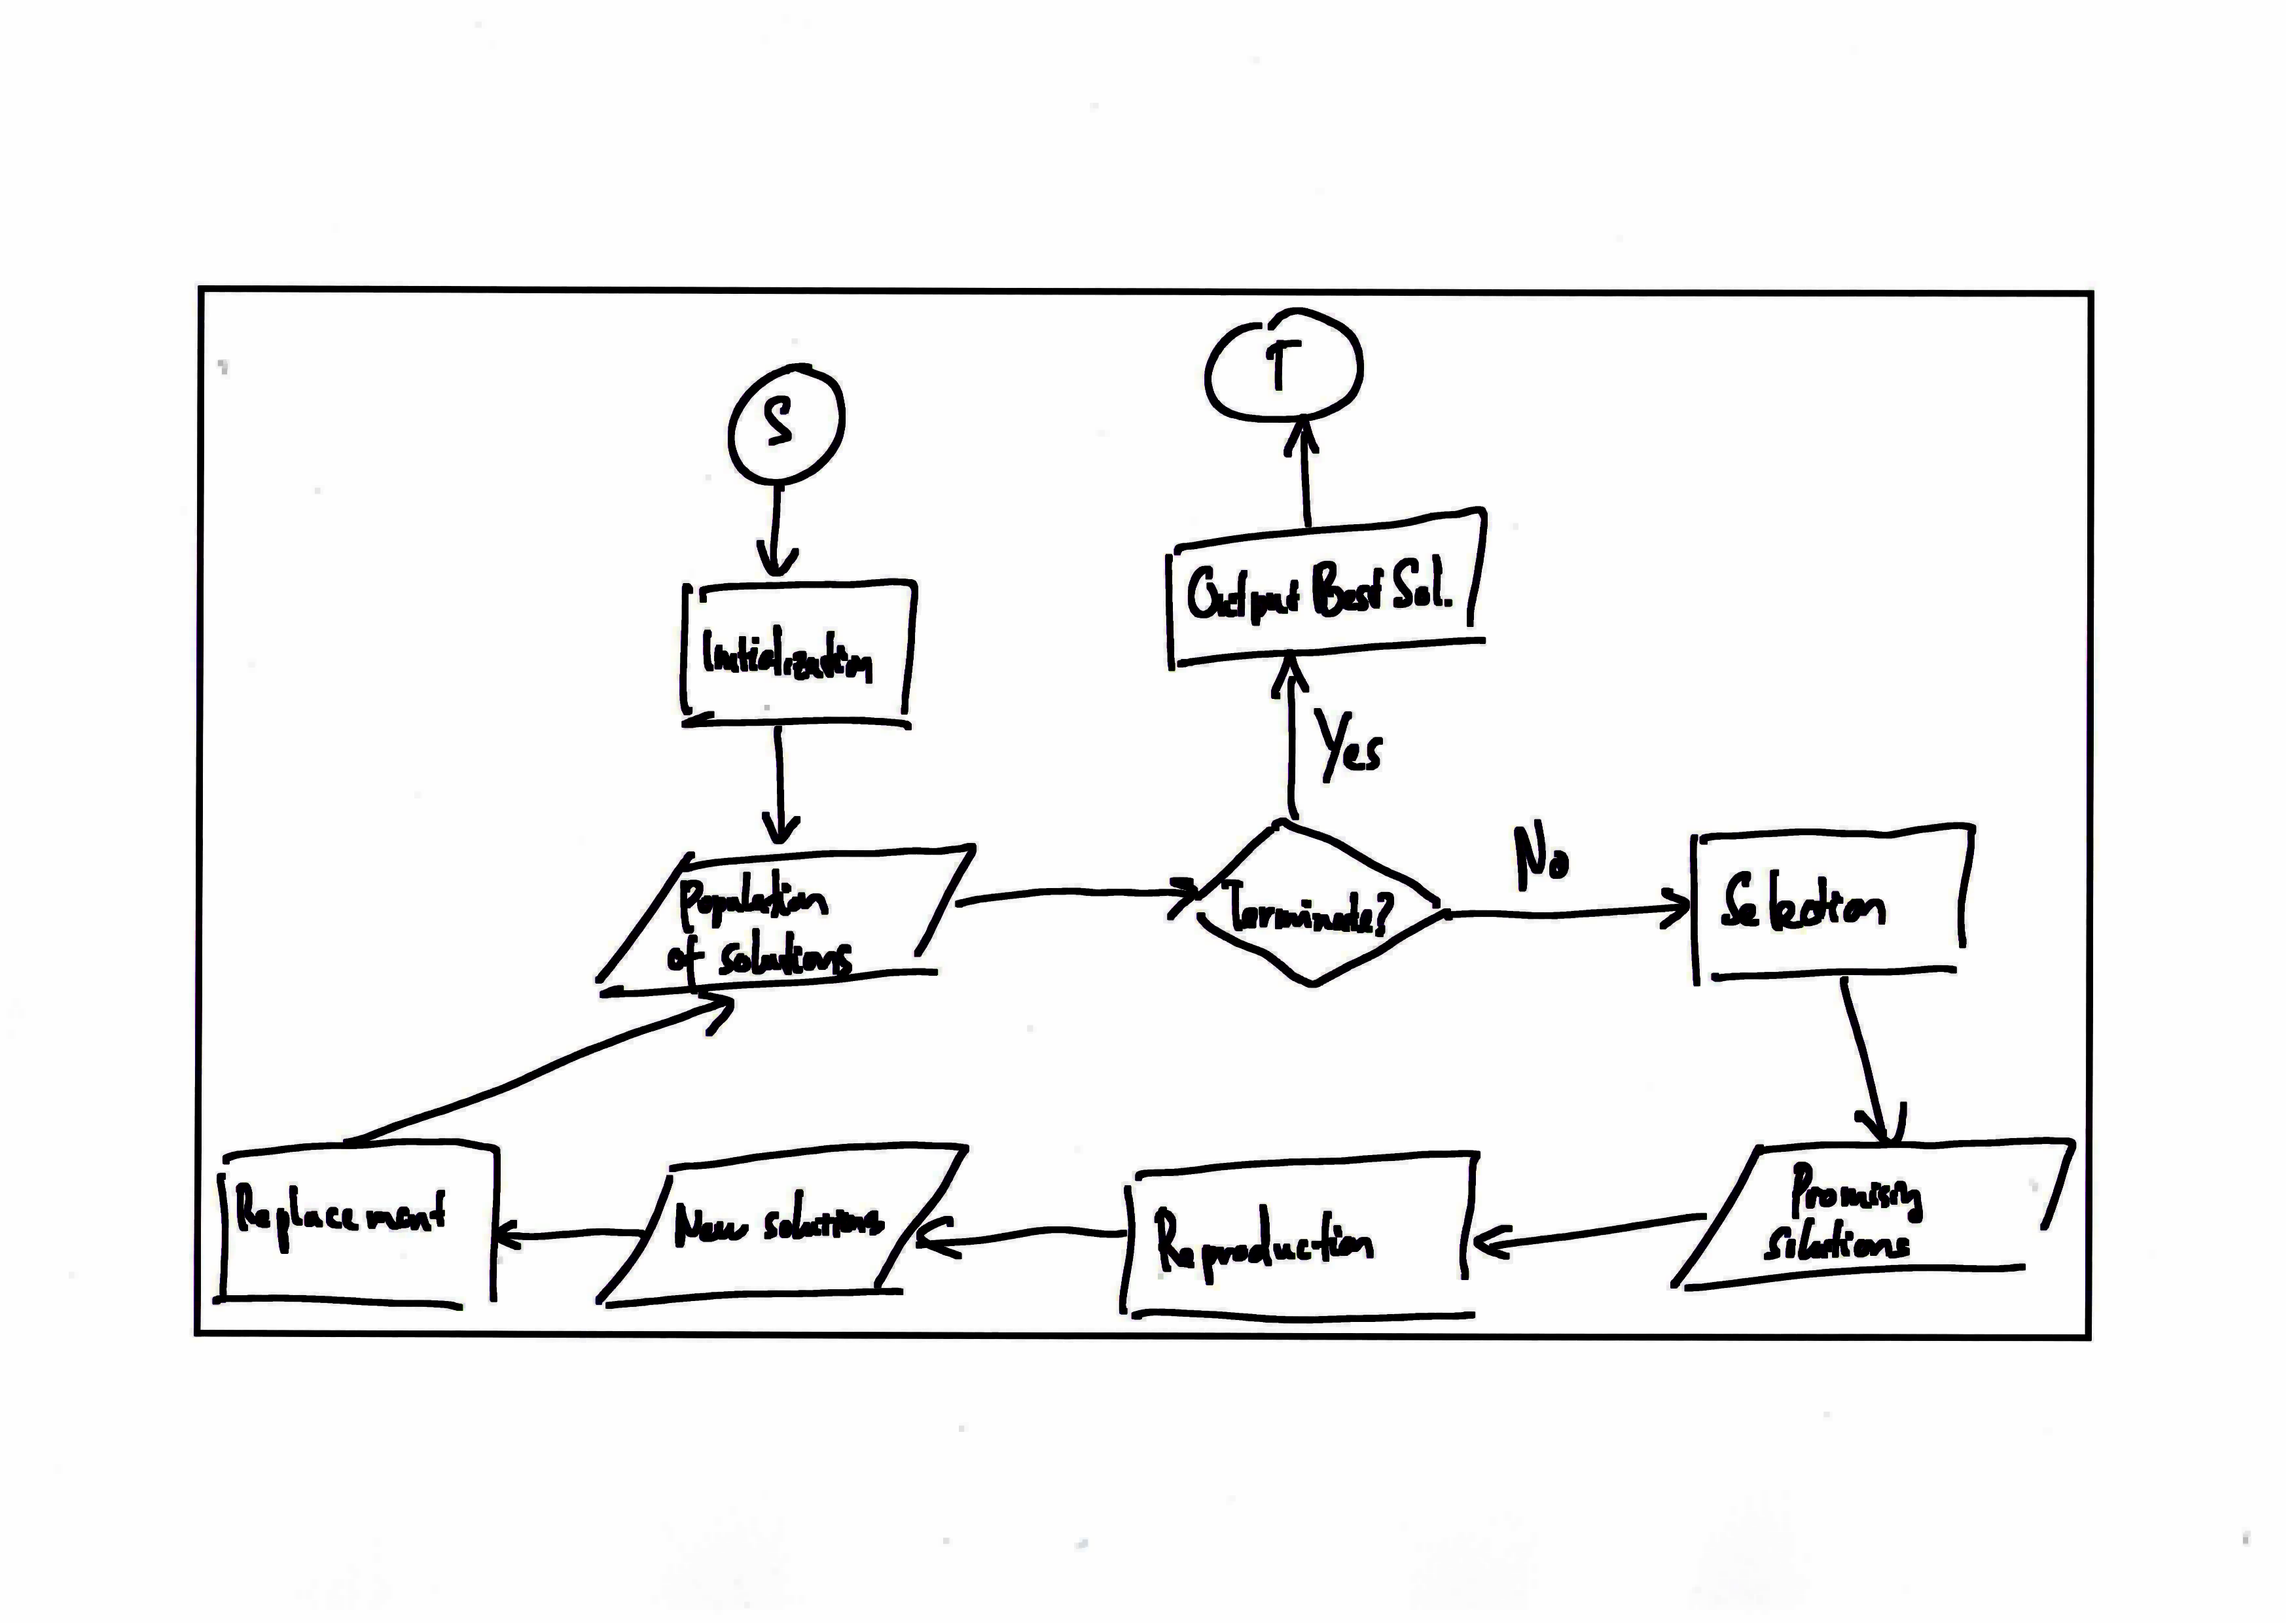 T
S
Output Best Sol.
Initialization
Yes
No
Population
of solutions
Terminate?
Selection
Promising
solutions
Reproduction
New solutions
Replacement